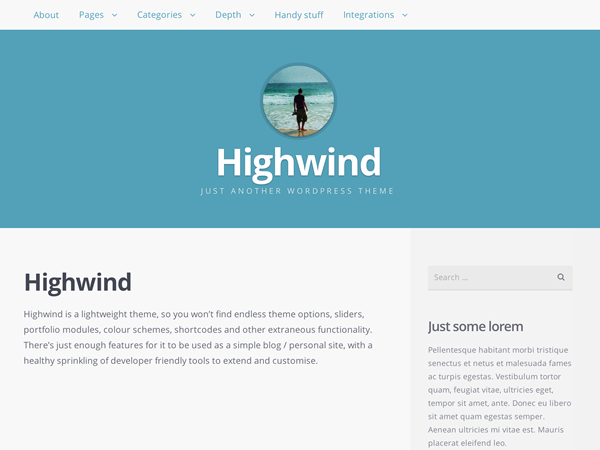 About Pages Categories Depth Handy stuff Integrations
Highwind
JUST ANOTHER WORDPRESS THEME
Highwind
Highwind is a lightweight theme, so you won't find endless theme options, sliders,
portfolio modules, colour schemes, shortcodes and other extraneous functionality.
There's just enough features for it to be used as a simple blog / personal site, with a
healthy sprinkling of developer friendly tools to extend and customise.
Search ...
Just some lorem
Pellentesque habitant morbi tristique
senectus et netus et malesuada fames
ac turpis egestas. Vestibulum tortor
quam, feugiat vitae, ultricies eget,
tempor sit amet, ante. Donec eu libero
sit amet quam egestas semper.
Aenean ultricies mi vitae est. Mauris
placerat eleifend leo.